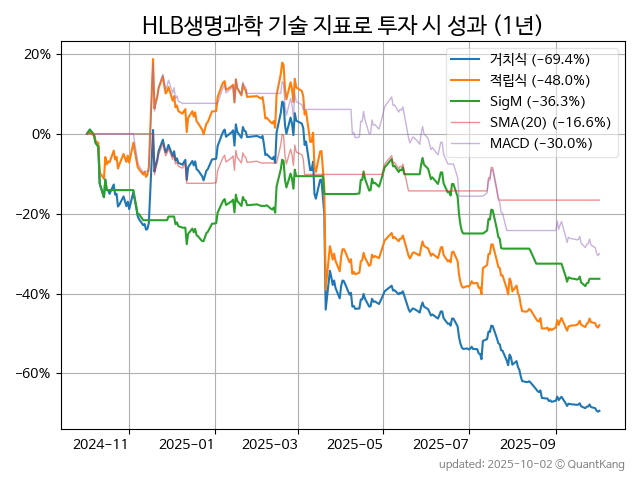 HLB생명과학 기술 지표로 투자 시 성과 (1년)
20%
0%
−20%
−40%
−60%
거치식 (−69.4%)
적립식 (−48.0%)
SigM (−36.3%)
SMA(20) (−16.6%)
MACD (−30.0%)
2024-11
2025-01
2025-03
2025-05
2025-07
2025-09
updated: 2025-10-02 © QuantKang